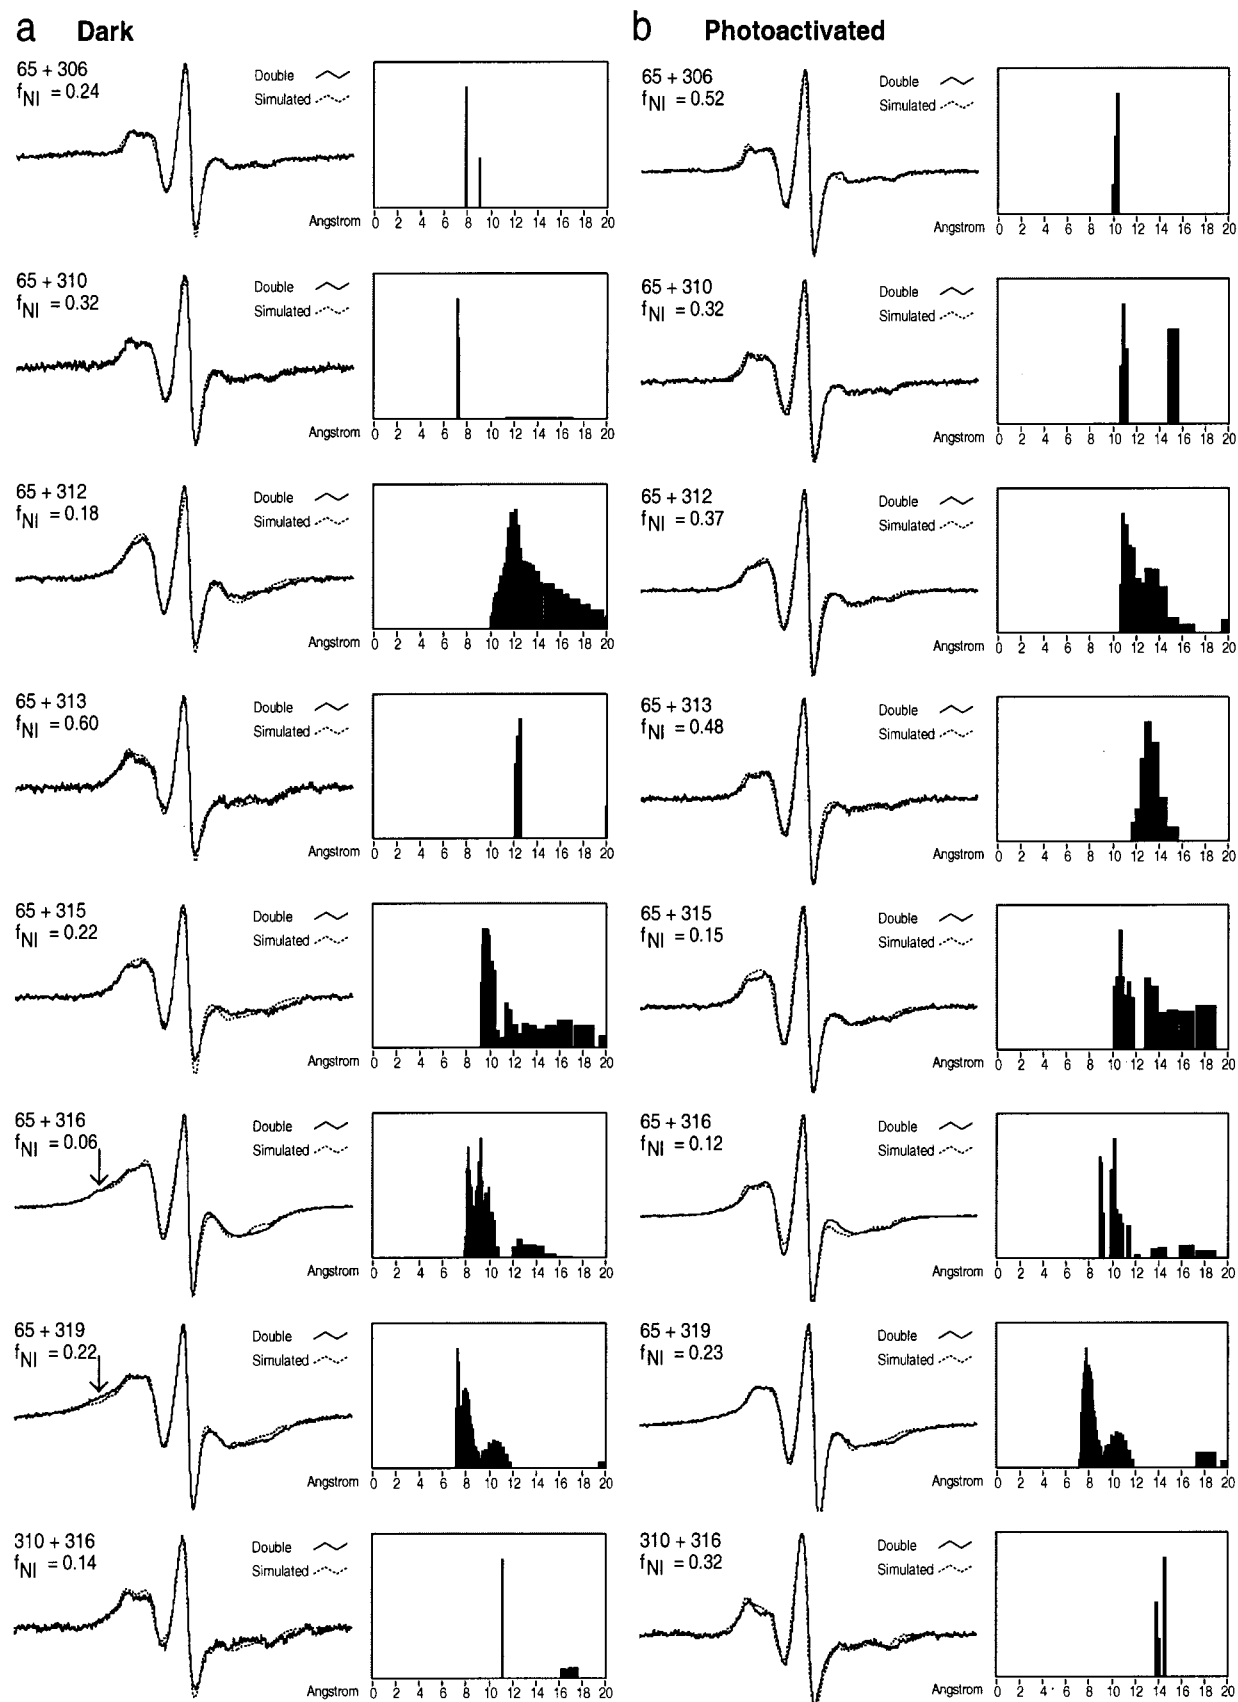 a Dark
b Photoactivated
65 + 306
fNI = 0.24
Double
Simulated
Angstrom
0 2 4 6 8 10 12 14 16 18 20
65 + 306
fNI = 0.52
Double
Simulated
Angstrom
0 2 4 6 8 10 12 14 16 18 20
65 + 310
fNI = 0.32
Double
Simulated
Angstrom
0 2 4 6 8 10 12 14 16 18 20
65 + 310
fNI = 0.32
Double
Simulated
Angstrom
0 2 4 6 8 10 12 14 16 18 20
65 + 312
fNI = 0.18
Double
Simulated
Angstrom
0 2 4 6 8 10 12 14 16 18 20
65 + 312
fNI = 0.37
Double
Simulated
Angstrom
0 2 4 6 8 10 12 14 16 18 20
65 + 313
fNI = 0.60
Double
Simulated
Angstrom
0 2 4 6 8 10 12 14 16 18 20
65 + 313
fNI = 0.48
Double
Simulated
Angstrom
0 2 4 6 8 10 12 14 16 18 20
65 + 315
fNI = 0.22
Double
Simulated
Angstrom
0 2 4 6 8 10 12 14 16 18 20
65 + 315
fNI = 0.15
Double
Simulated
Angstrom
0 2 4 6 8 10 12 14 16 18 20
65 + 316
fNI = 0.06
Double
Simulated
Angstrom
0 2 4 6 8 10 12 14 16 18 20
65 + 316
fNI = 0.12
Double
Simulated
Angstrom
0 2 4 6 8 10 12 14 16 18 20
65 + 319
fNI = 0.22
Double
Simulated
Angstrom
0 2 4 6 8 10 12 14 16 18 20
65 + 319
fNI = 0.23
Double
Simulated
Angstrom
0 2 4 6 8 10 12 14 16 18 20
310 + 316
fNI = 0.14
Double
Simulated
Angstrom
0 2 4 6 8 10 12 14 16 18 20
310 + 316
fNI = 0.32
Double
Simulated
Angstrom
0 2 4 6 8 10 12 14 16 18 20